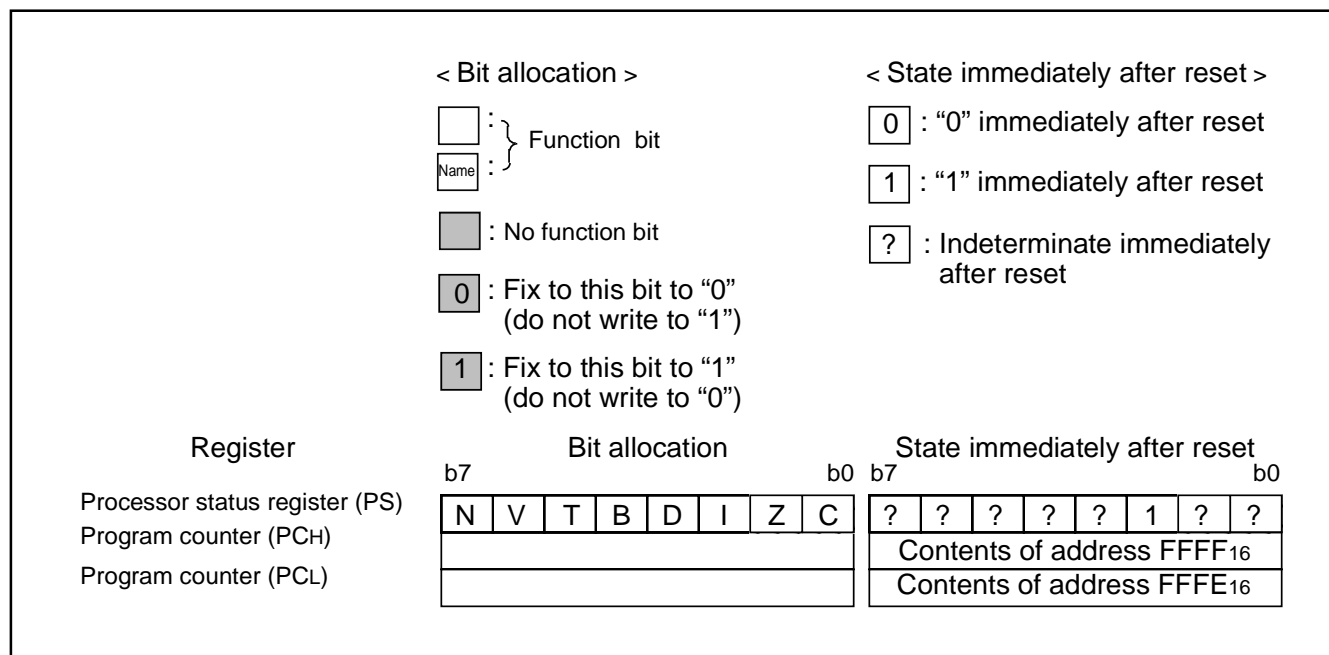 < Bit allocation >
: Function bit
Name :
: No function bit
0 : Fix to this bit to “0”
(do not write to “1”)
1 : Fix to this bit to “1”
(do not write to “0”)
< State immediately after reset >
0 : “0” immediately after reset
1 : “1” immediately after reset
? : Indeterminate immediately
after reset
Register Bit allocation State immediately after reset
b7 b0 b7 b0
Processor status register (PS) N V T B D I Z C ? ? ? ? ? 1 ? ?
Program counter (PCH) Contents of address FFFF16
Program counter (PCL) Contents of address FFFE16